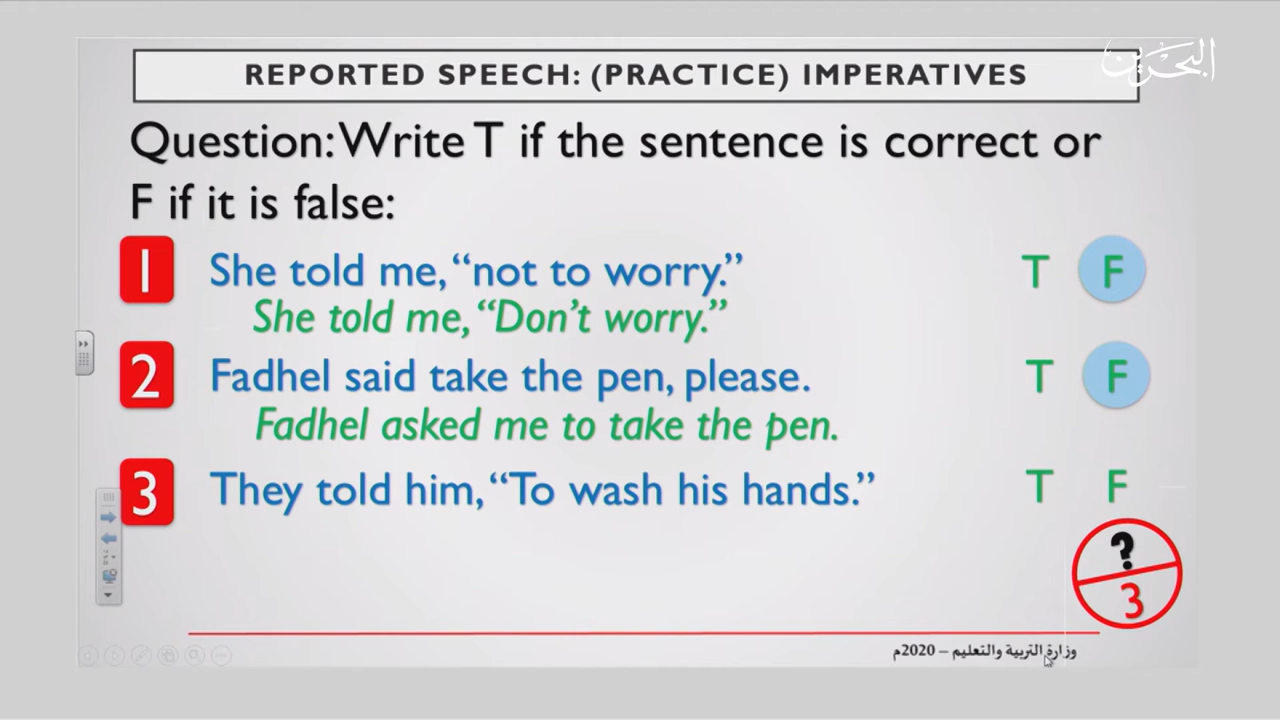 البحرين
REPORTED SPEECH: (PRACTICE) IMPERATIVES
Question: Write T if the sentence is correct or
F if it is false:
1 She told me, “not to worry.” T F
She told me, “Don’t worry.”
2 Fadhel said take the pen, please. T F
Fadhel asked me to take the pen.
3 They told him, “To wash his hands.” T F
?
3
وزارة التربية والتعليم – 2020م